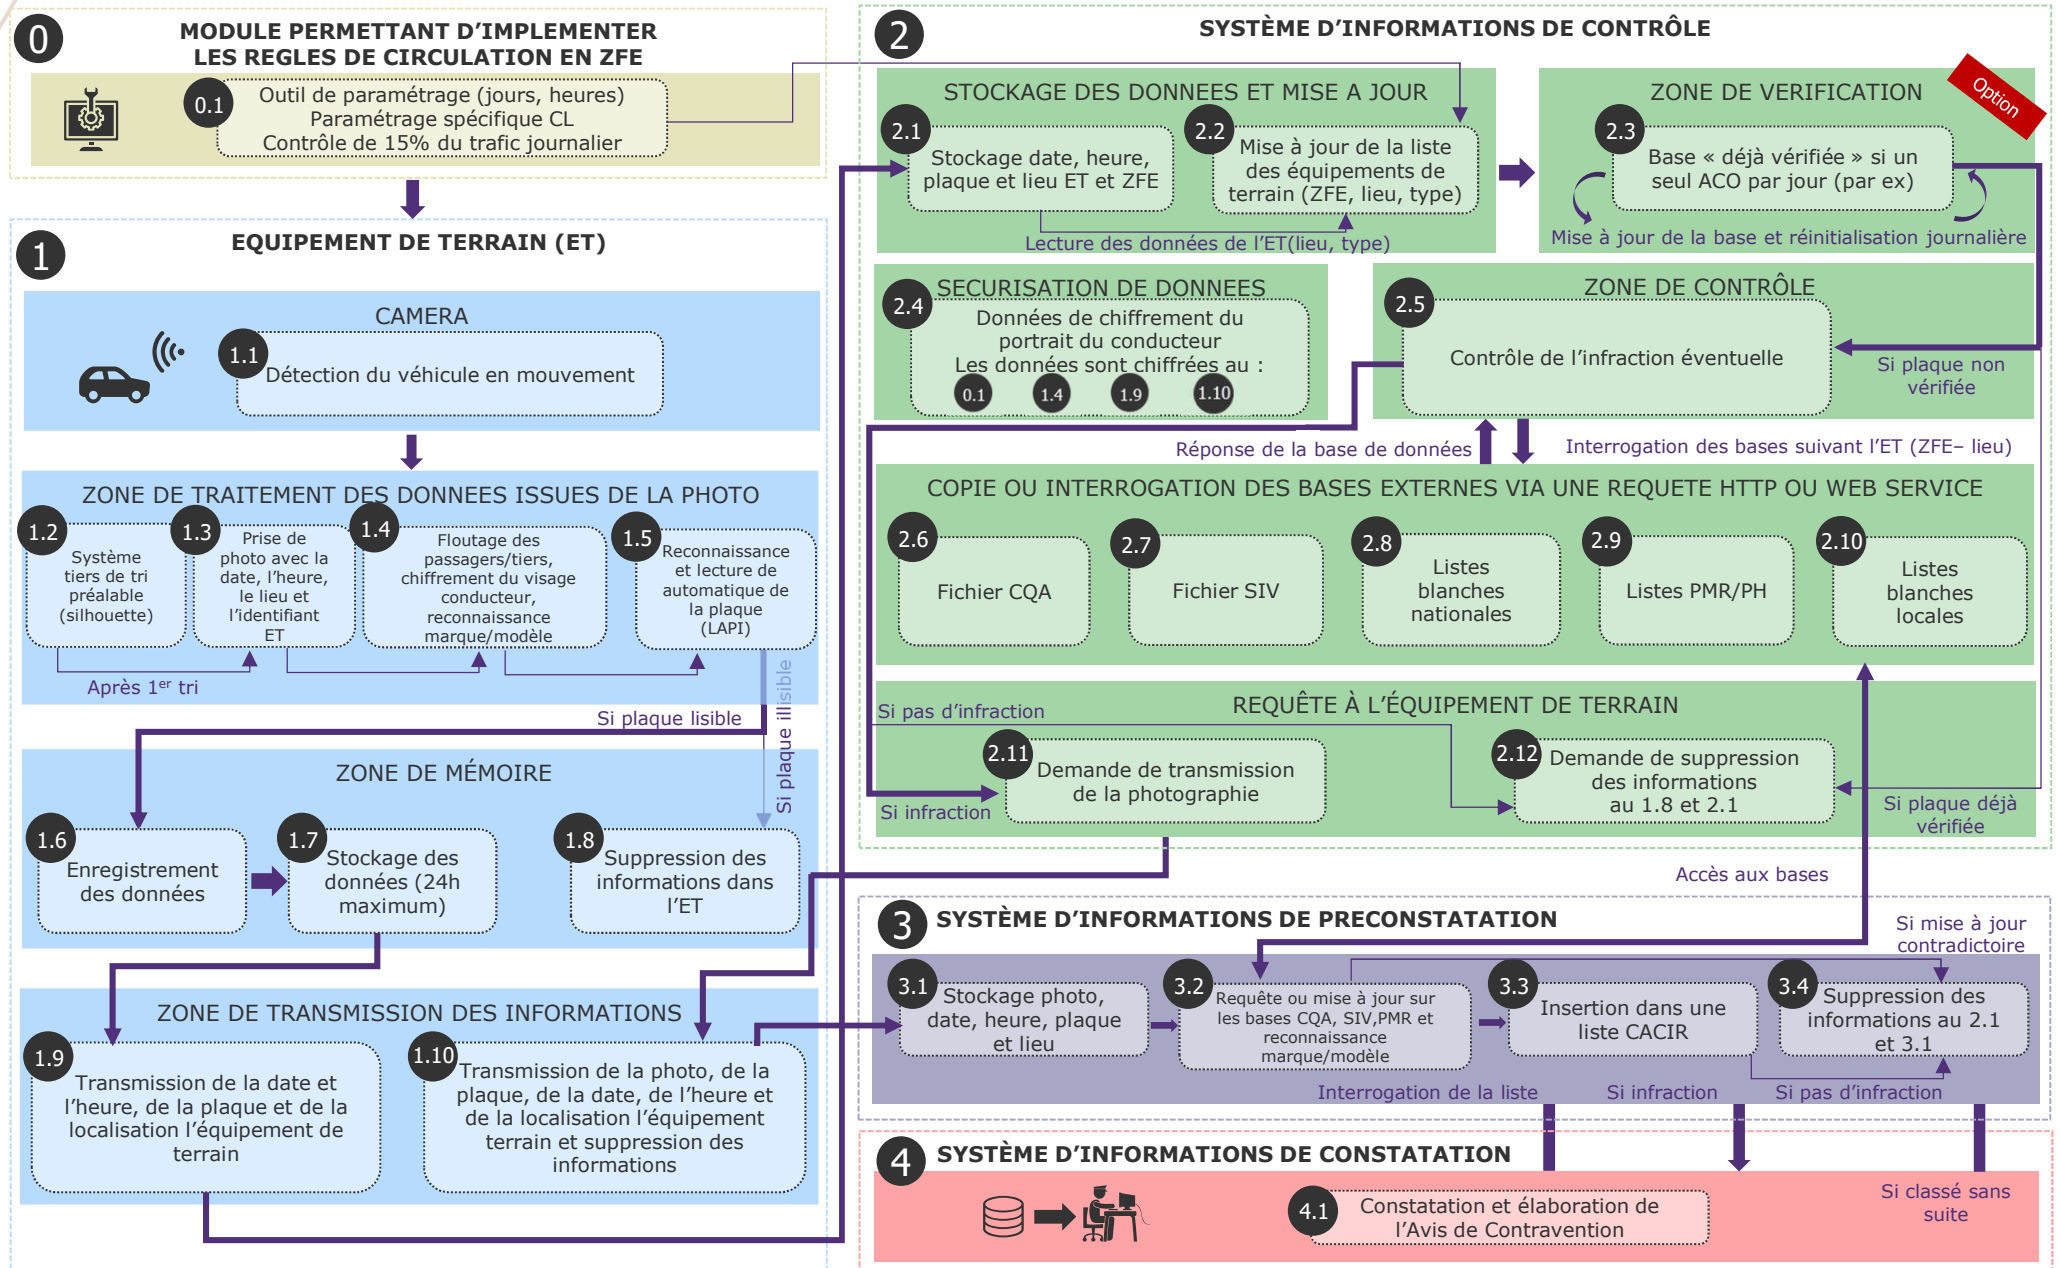 0
MODULE PERMETTANT D'IMPLEMENTER
LES REGLES DE CIRCULATION EN ZFE
0.1
Outil de paramétrage (jours, heures)
Paramétrage spécifique CL
Contrôle de 15% du trafic journalier
1
EQUIPEMENT DE TERRAIN (ET)
CAMERA
1.1
Détection du véhicule en mouvement
ZONE DE TRAITEMENT DES DONNEES ISSUES DE LA PHOTO
1.2
Système
tiers de tri
préalable
(silhouette)
1.3
Prise de
photo avec la
date, l'heure,
le lieu et
l'identifiant
ET
1.4
Floutage des
passagers/tiers,
chiffrement du visage
conducteur,
reconnaissance
marque/modèle
1.5
Reconnaissance
et lecture de
automatique de
la plaque
(LAPI)
Après 1er tri
Si plaque lisible
Si plaque illisible
ZONE DE MÉMOIRE
1.6
Enregistrement
des données
1.7
Stockage des
données (24h
maximum)
1.8
Suppression des
informations dans
l'ET
ZONE DE TRANSMISSION DES INFORMATIONS
1.9
Transmission de la date et
l'heure, de la plaque et de la
localisation l'équipement de
terrain
1.10
Transmission de la photo, de la
plaque, de la date, de l'heure et
de la localisation l'équipement
terrain et suppression des
informations
2
SYSTÈME D'INFORMATIONS DE CONTRÔLE
STOCKAGE DES DONNEES ET MISE A JOUR
2.1
Stockage date, heure,
plaque et lieu ET et ZFE
2.2
Mise à jour de la liste
des équipements de
terrain (ZFE, lieu, type)
Lecture des données de l'ET(lieu, type)
ZONE DE VERIFICATION
Option
2.3
Base « déjà vérifiée » si un
seul ACO par jour (par ex)
Mise à jour de la base et réinitialisation journalière
SECURISATION DE DONNEES
2.4
Données de chiffrement du
portrait du conducteur
Les données sont chiffrées au :
0.1
1.4
1.9
1.10
ZONE DE CONTRÔLE
2.5
Contrôle de l'infraction éventuelle
Si plaque non
vérifiée
Réponse de la base de données
Interrogation des bases suivant l'ET (ZFE– lieu)
COPIE OU INTERROGATION DES BASES EXTERNES VIA UNE REQUETE HTTP OU WEB SERVICE
2.6
Fichier CQA
2.7
Fichier SIV
2.8
Listes
blanches
nationales
2.9
Listes PMR/PH
2.10
Listes
blanches
locales
REQUÊTE À L'ÉQUIPEMENT DE TERRAIN
Si pas d'infraction
2.11
Demande de transmission
de la photographie
2.12
Demande de suppression
des informations
au 1.8 et 2.1
Si infraction
Si plaque déjà
vérifiée
Accès aux bases
3
SYSTÈME D'INFORMATIONS DE PRECONSTATATION
Si mise à jour
contradictoire
3.1
Stockage photo,
date, heure, plaque
et lieu
3.2
Requête ou mise à jour sur
les bases CQA, SIV,PMR et
reconnaissance
marque/modèle
3.3
Insertion dans une
liste CACIR
3.4
Suppression des
informations au 2.1
et 3.1
Interrogation de la liste
Si infraction
Si pas d'infraction
4
SYSTÈME D'INFORMATIONS DE CONSTATATION
4.1
Constatation et élaboration de
l'Avis de Contravention
Si classé sans
suite